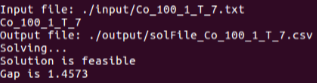 Input file: ./input/Co_100_1_T_7.txt
Co_100_1_T_7
Output file: ./output/solFile_Co_100_1_T_7.csv
Solving...
Solution is feasible
Gap is 1.4573